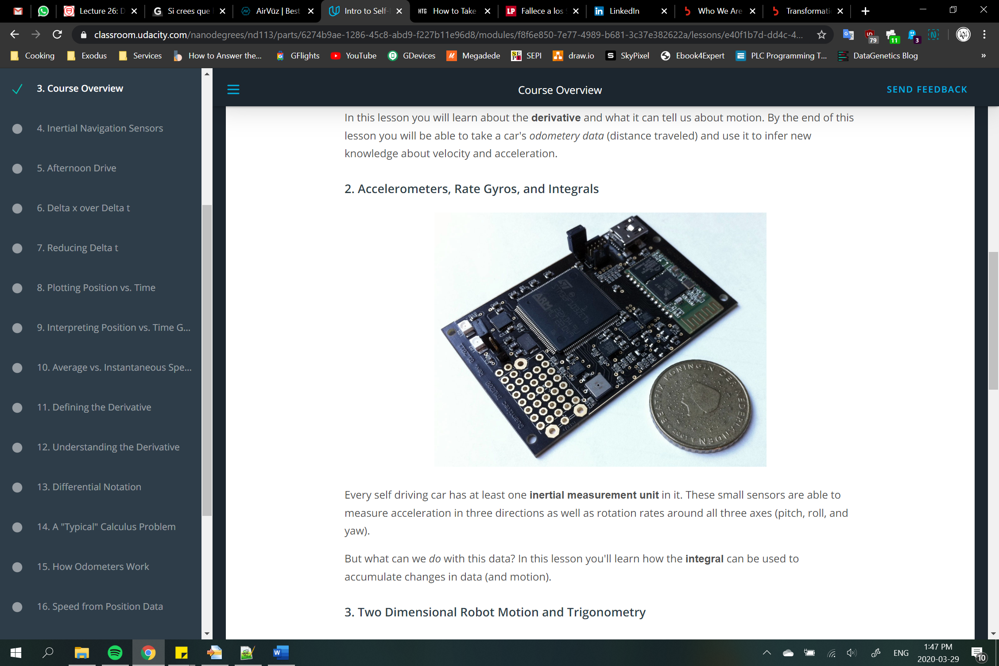 Lecture 26: D
Si crees que
AirVūz | Best
Intro to Self-
HTG How to Take
LP Fallece a los
in LinkedIn
Who We Are
Transformati
classroom.udacity.com/nanodegrees/nd113/parts/6274b9ae-1286-45c8-abd9-f227b11e96d8/modules/f8f6e850-7e77-4989-b681-3c37e382622a/lessons/e40f1b7d-dd4c-4...
79
11
3
Cooking
Exodus
Services
How to Answer the...
GFlights
YouTube
GDevices
Megadede
SEPI
draw.io
SkyPixel
Ebook4Expert
PLC Programming T...
DataGenetics Blog
»
3. Course Overview
4. Inertial Navigation Sensors
5. Afternoon Drive
6. Delta x over Delta t
7. Reducing Delta t
8. Plotting Position vs. Time
9. Interpreting Position vs. Time G...
10. Average vs. Instantaneous Spe...
11. Defining the Derivative
12. Understanding the Derivative
13. Differential Notation
14. A "Typical" Calculus Problem
15. How Odometers Work
16. Speed from Position Data
Course Overview
SEND FEEDBACK
In this lesson you will learn about the derivative and what it can tell us about motion. By the end of this
lesson you will be able to take a car's odometery data (distance traveled) and use it to infer new
knowledge about velocity and acceleration.
2. Accelerometers, Rate Gyros, and Integrals
STM32F103ZET6
ARM
BEATRIX KONINGIN DER NEDERLANDEN
2001
Every self driving car has at least one inertial measurement unit in it. These small sensors are able to
measure acceleration in three directions as well as rotation rates around all three axes (pitch, roll, and
yaw).
But what can we do with this data? In this lesson you'll learn how the integral can be used to
accumulate changes in data (and motion).
3. Two Dimensional Robot Motion and Trigonometry
ENG
1:47 PM
2020-03-29
10